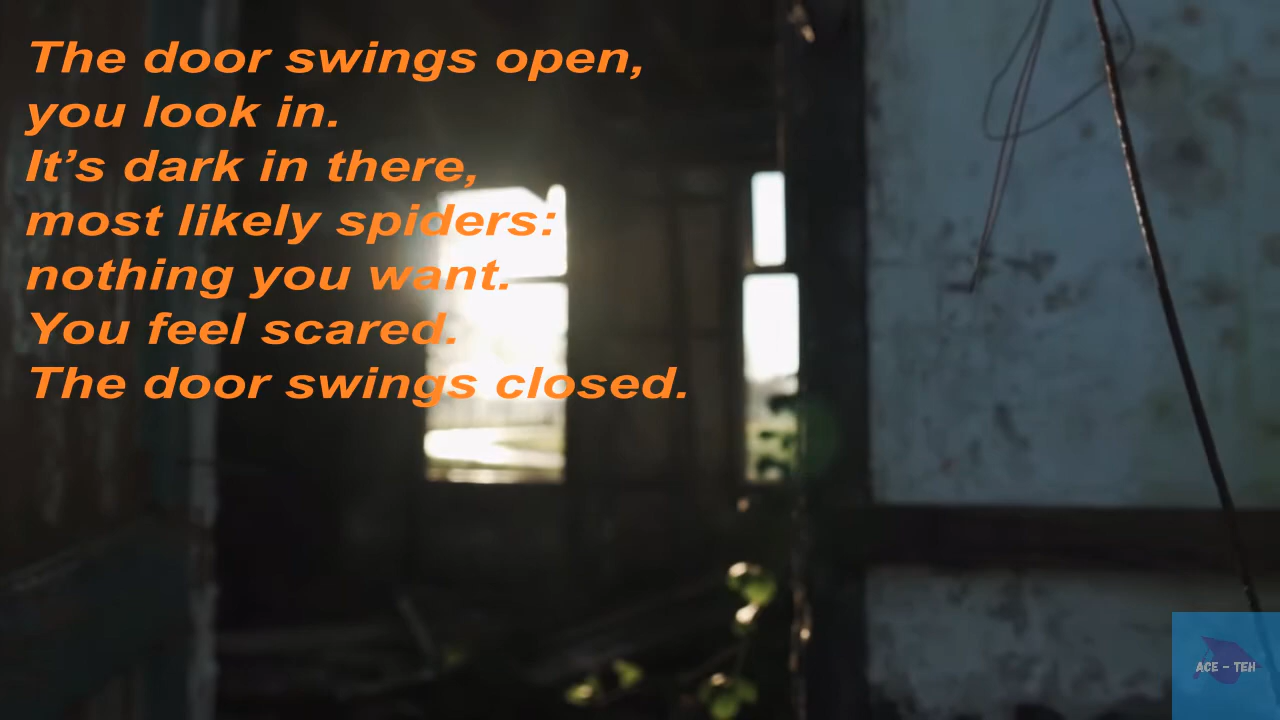 The door swings open,
you look in.
It’s dark in there,
most likely spiders:
nothing you want.
You feel scared.
The door swings closed.
ACE - TEH